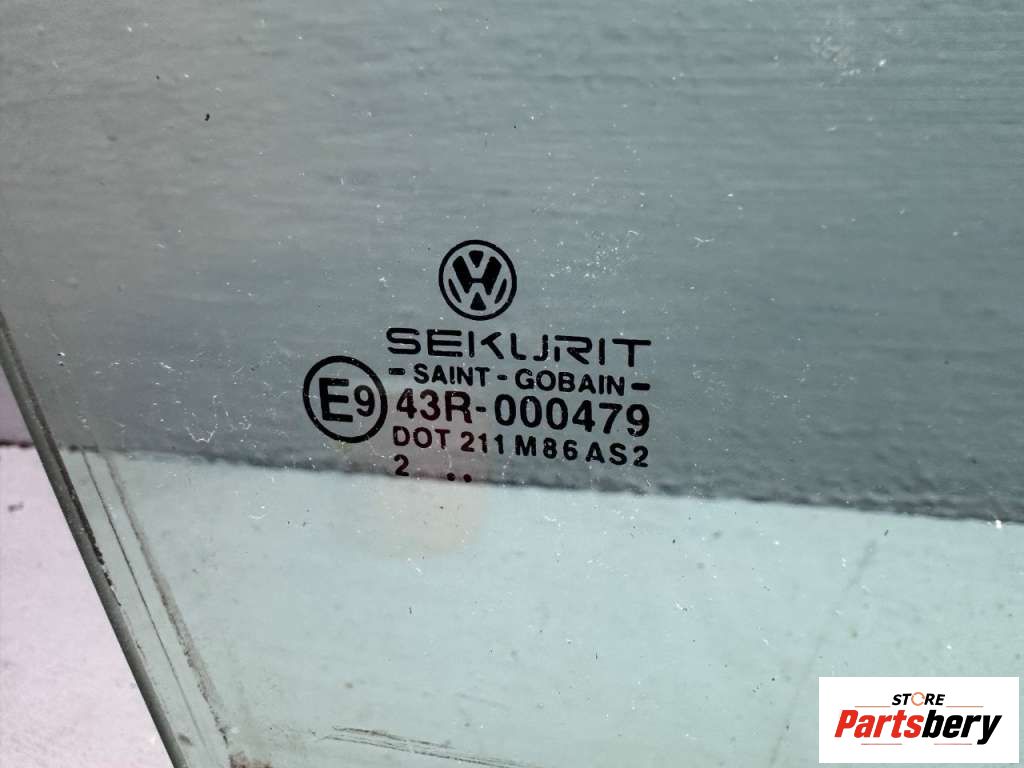 SEKURIT
- SAINT - GOBAIN -
E9 43R-000479
DOT 211 M86 AS2
2 ..
STORE
Partsbery